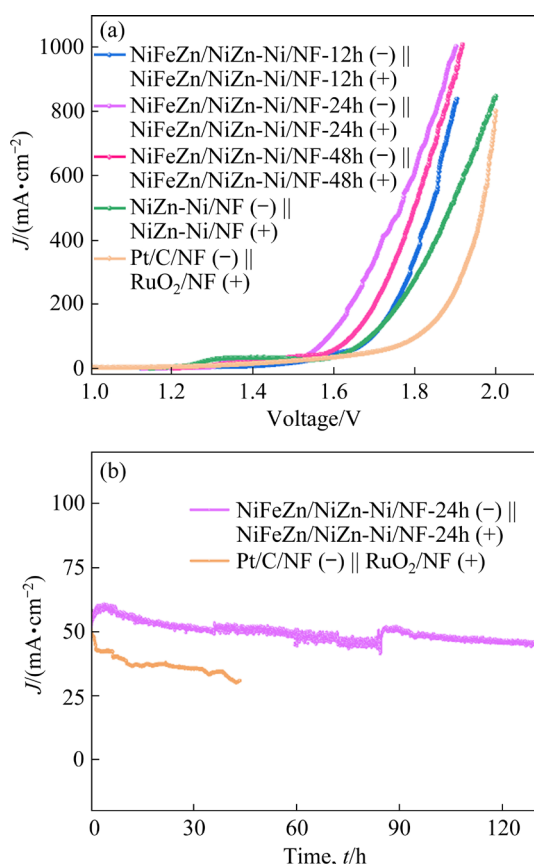 (a)
1000
800
600
400
200
0
J/(mA•cm⁻²)
NiFeZn/NiZn-Ni/NF-12h (−) ||
NiFeZn/NiZn-Ni/NF-12h (+)
NiFeZn/NiZn-Ni/NF-24h (−) ||
NiFeZn/NiZn-Ni/NF-24h (+)
NiFeZn/NiZn-Ni/NF-48h (−) ||
NiFeZn/NiZn-Ni/NF-48h (+)
NiZn-Ni/NF (−) ||
NiZn-Ni/NF (+)
Pt/C/NF (−) ||
RuO₂/NF (+)
1.0 1.2 1.4 1.6 1.8 2.0
Voltage/V
(b)
100
75
50
25
0
J/(mA•cm⁻²)
NiFeZn/NiZn-Ni/NF-24h (−) ||
NiFeZn/NiZn-Ni/NF-24h (+)
Pt/C/NF (−) || RuO₂/NF (+)
0 30 60 90 120
Time, t/h